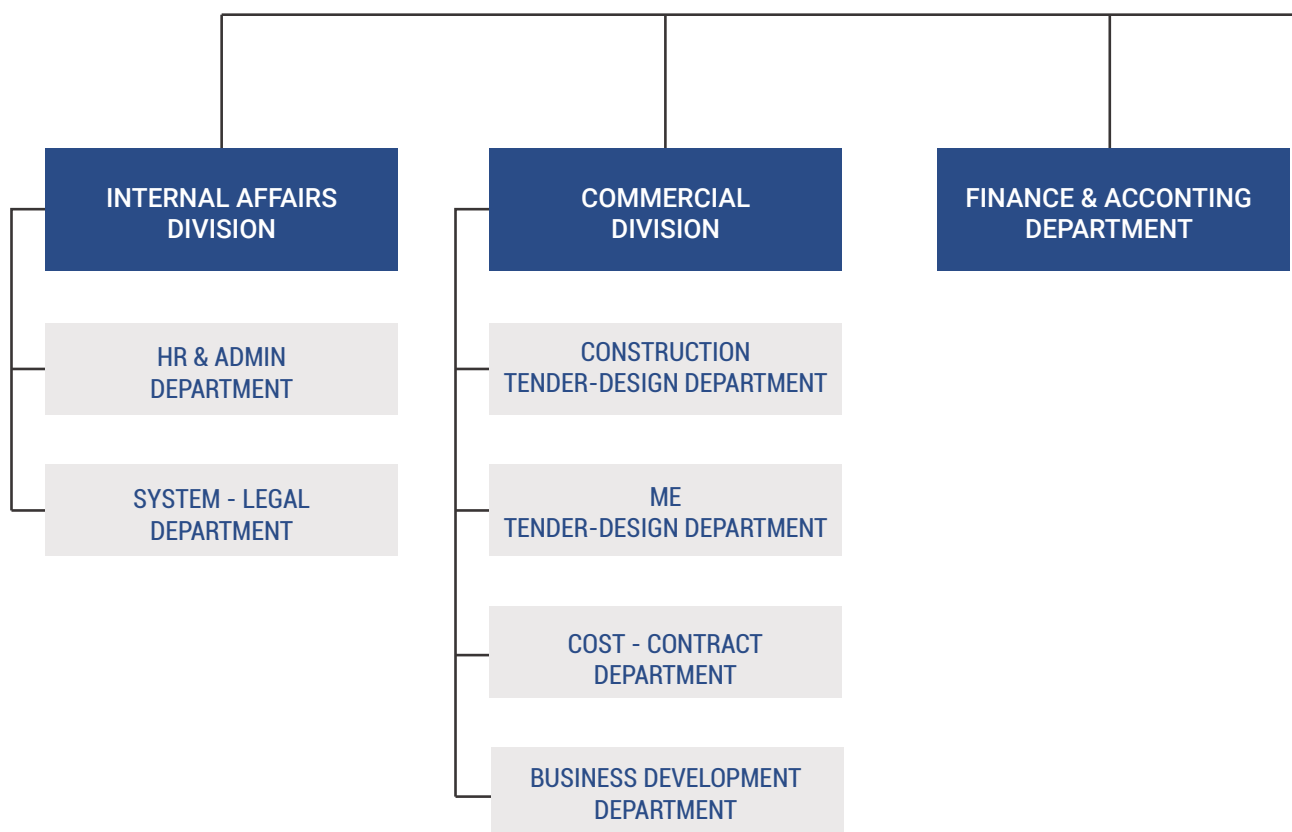 INTERNAL AFFAIRS
DIVISION
HR & ADMIN
DEPARTMENT
SYSTEM - LEGAL
DEPARTMENT
COMMERCIAL
DIVISION
CONSTRUCTION
TENDER-DESIGN DEPARTMENT
ME
TENDER-DESIGN DEPARTMENT
COST - CONTRACT
DEPARTMENT
BUSINESS DEVELOPMENT
DEPARTMENT
FINANCE & ACCONTING
DEPARTMENT